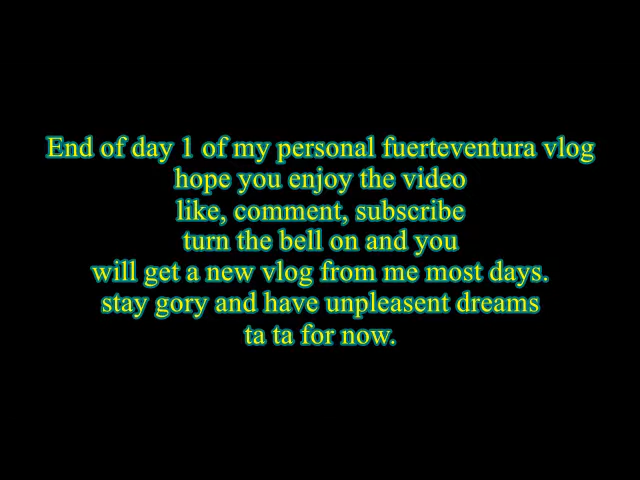 End of day 1 of my personal fuerteventura vlog
hope you enjoy the video
like, comment, subscribe
turn the bell on and you
will get a new vlog from me most days.
stay gory and have unpleasent dreams
ta ta for now.